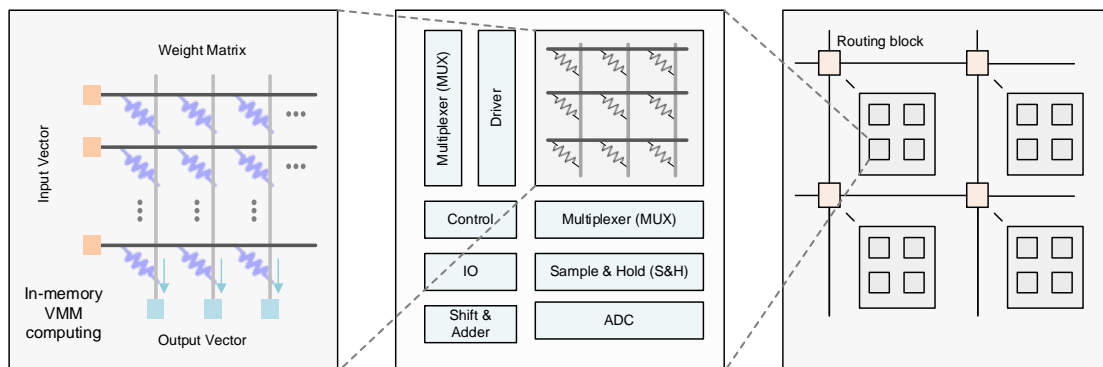 Weight Matrix
Input Vector
In-memory
VMM
computing
Output Vector
Multiplexer (MUX)
Driver
Control
Multiplexer (MUX)
IO
Sample & Hold (S&H)
Shift &
Adder
ADC
Routing block